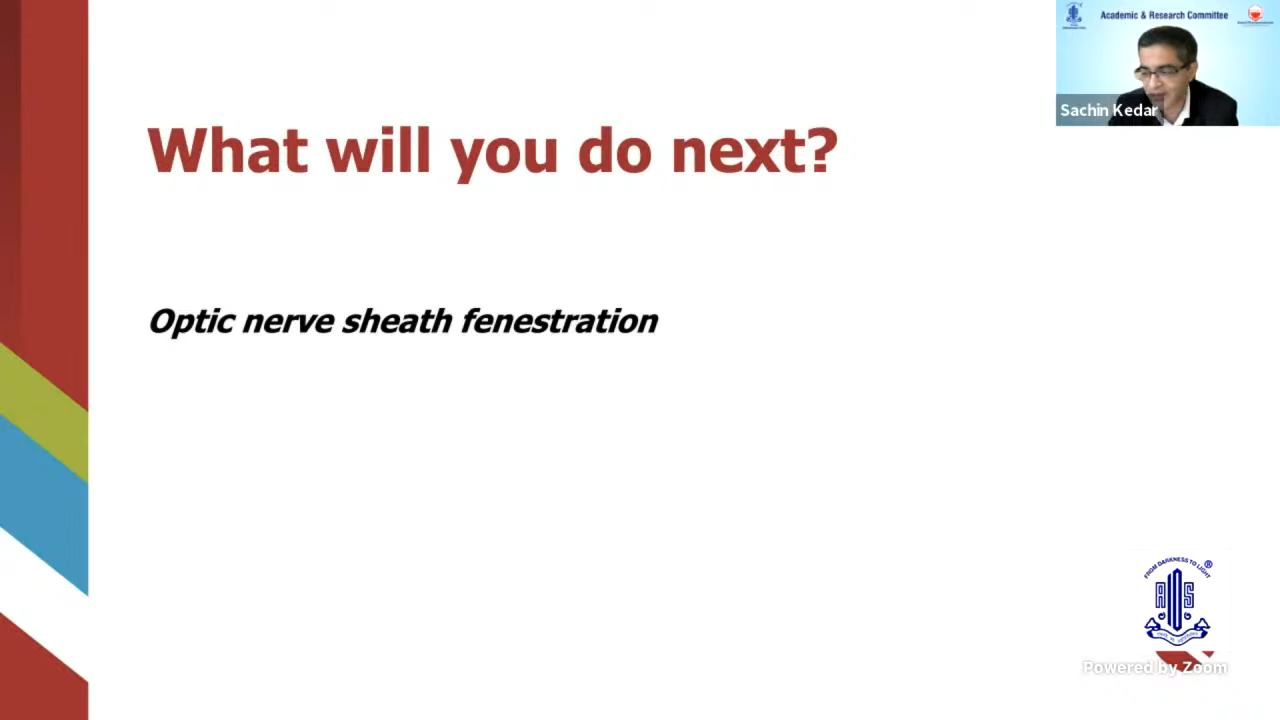 Academic & Research Committee
Sachin Kedar
What will you do next?
Optic nerve sheath fenestration
FROM DARKNESS TO LIGHT
®
AIOS
Powered by Zoom